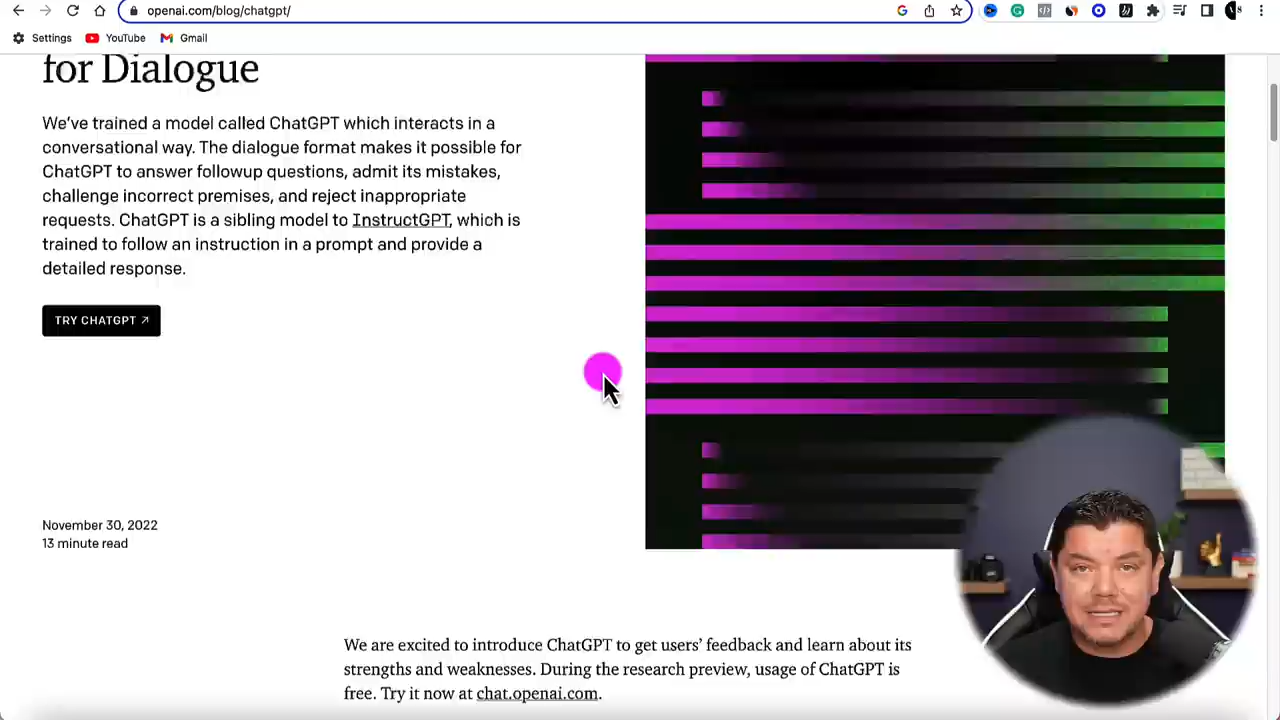 openai.com/blog/chatgpt/
Settings YouTube Gmail
for Dialogue
We've trained a model called ChatGPT which interacts in a
conversational way. The dialogue format makes it possible for
ChatGPT to answer followup questions, admit its mistakes,
challenge incorrect premises, and reject inappropriate
requests. ChatGPT is a sibling model to InstructGPT, which is
trained to follow an instruction in a prompt and provide a
detailed response.
TRY CHATGPT ↗
November 30, 2022
13 minute read
We are excited to introduce ChatGPT to get users' feedback and learn about its
strengths and weaknesses. During the research preview, usage of ChatGPT is
free. Try it now at chat.openai.com.